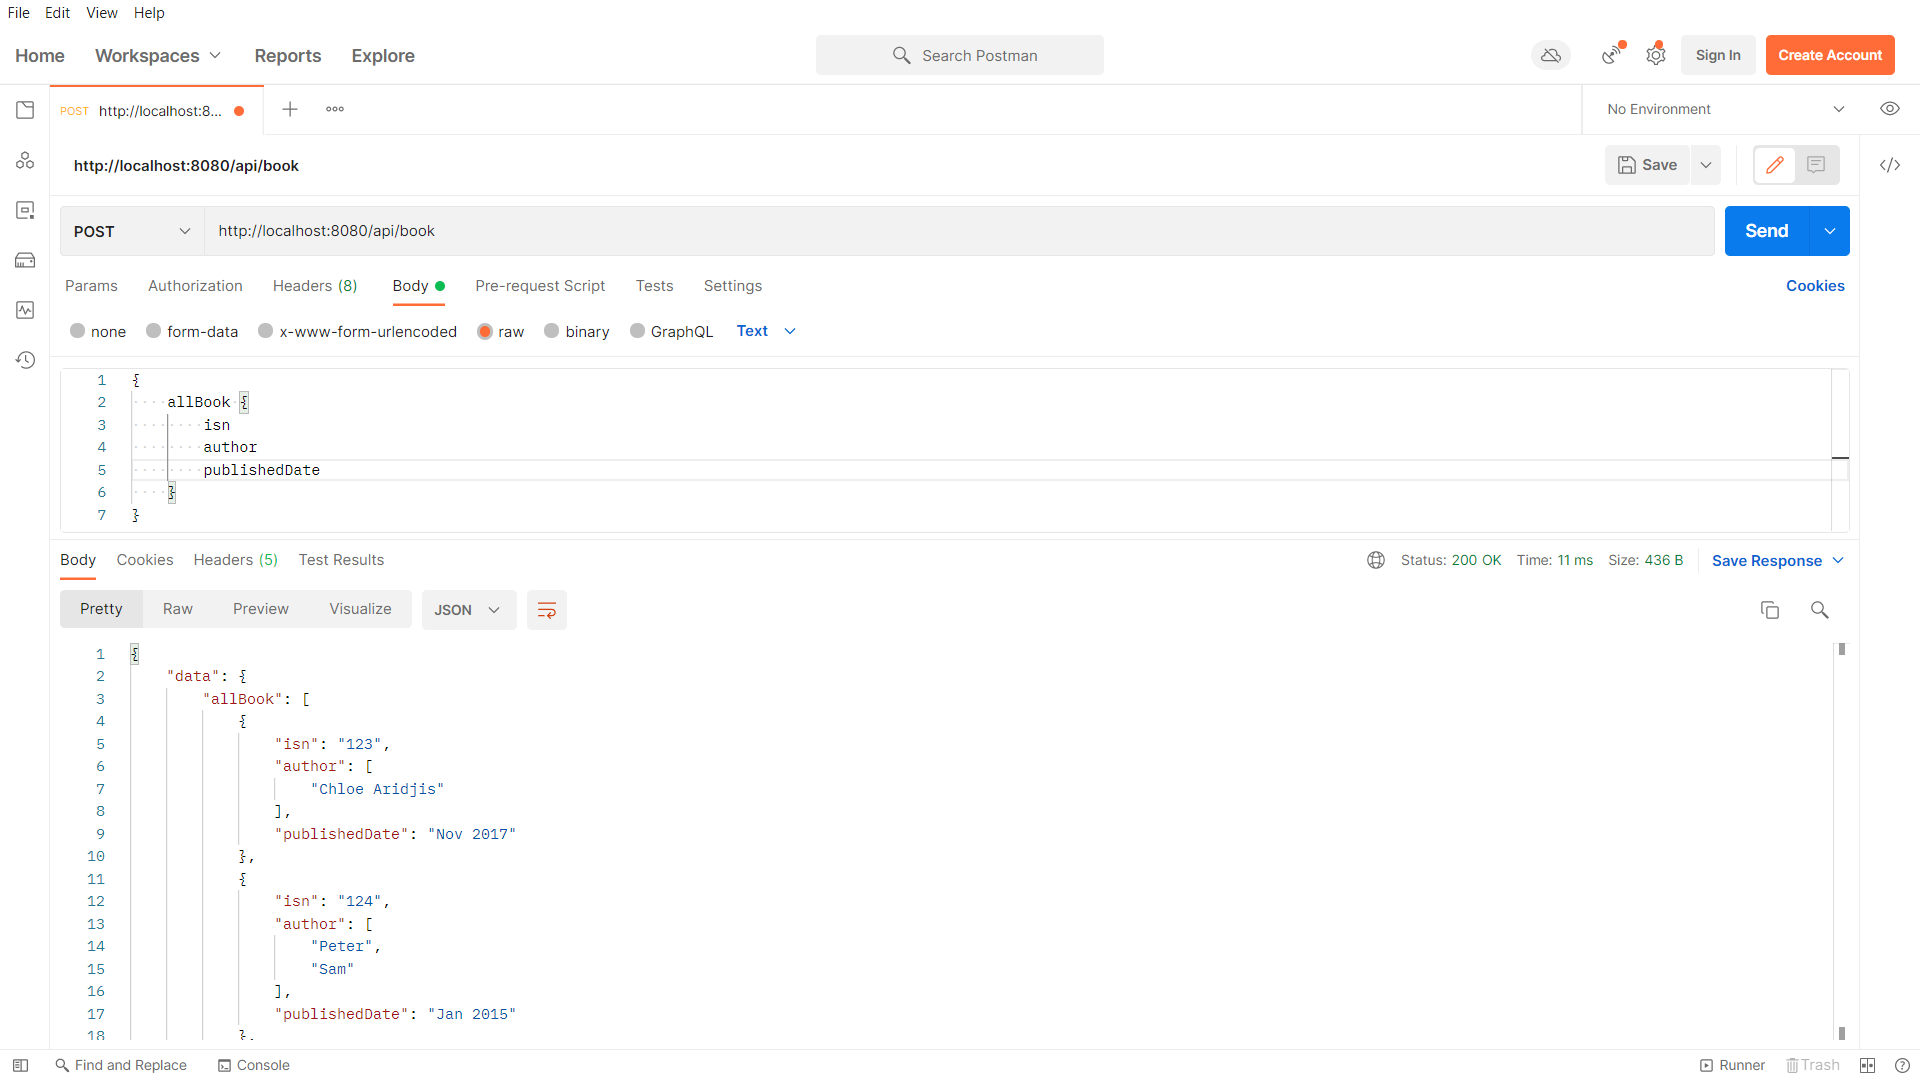 File Edit View Help
Home Workspaces Reports Explore Search Postman Sign In Create Account
POST http://localhost:8... No Environment
http://localhost:8080/api/book Save
POST http://localhost:8080/api/book Send
Params Authorization Headers (8) Body Pre-request Script Tests Settings Cookies
none form-data x-www-form-urlencoded raw binary GraphQL Text
1 {
2 allBook {
3 isn
4 author
5 publishedDate
6 }
7 }
Body Cookies Headers (5) Test Results Status: 200 OK Time: 11 ms Size: 436 B Save Response
Pretty Raw Preview Visualize JSON
1 {
2 "data": {
3 "allBook": [
4 {
5 "isn": "123",
6 "author": [
7 "Chloe Aridjis"
8 ],
9 "publishedDate": "Nov 2017"
10 },
11 {
12 "isn": "124",
13 "author": [
14 "Peter",
15 "Sam"
16 ],
17 "publishedDate": "Jan 2015"
18 },
Find and Replace Console Runner Trash